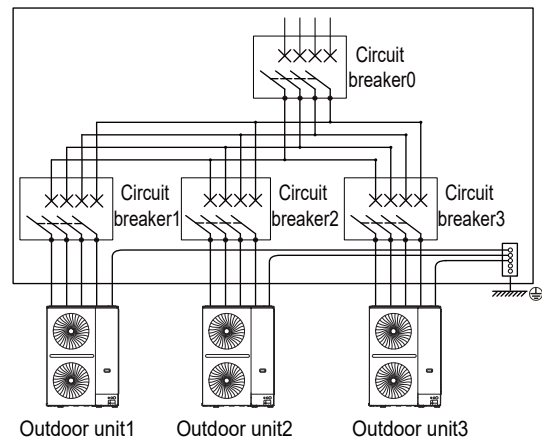 Circuit
breaker0
Circuit
breaker1
Circuit
breaker2
Circuit
breaker3
Outdoor unit1
Outdoor unit2
Outdoor unit3